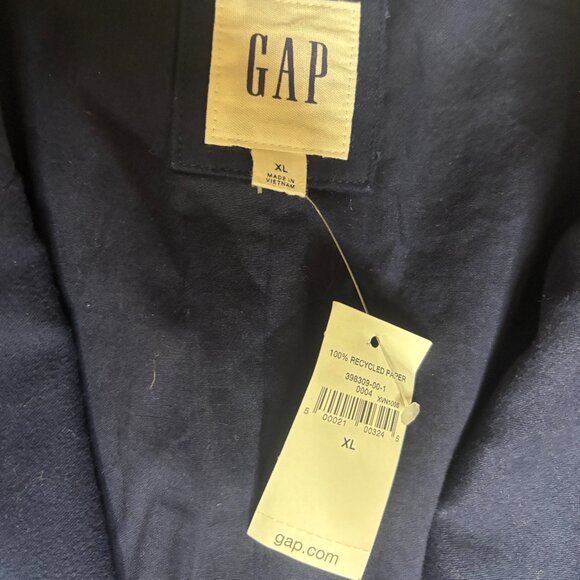 GAP
XL
MADE IN
VIETNAM
100% RECYCLED PAPER
398309-00-1
0004
5 00021 00324 5
XL
gap.com